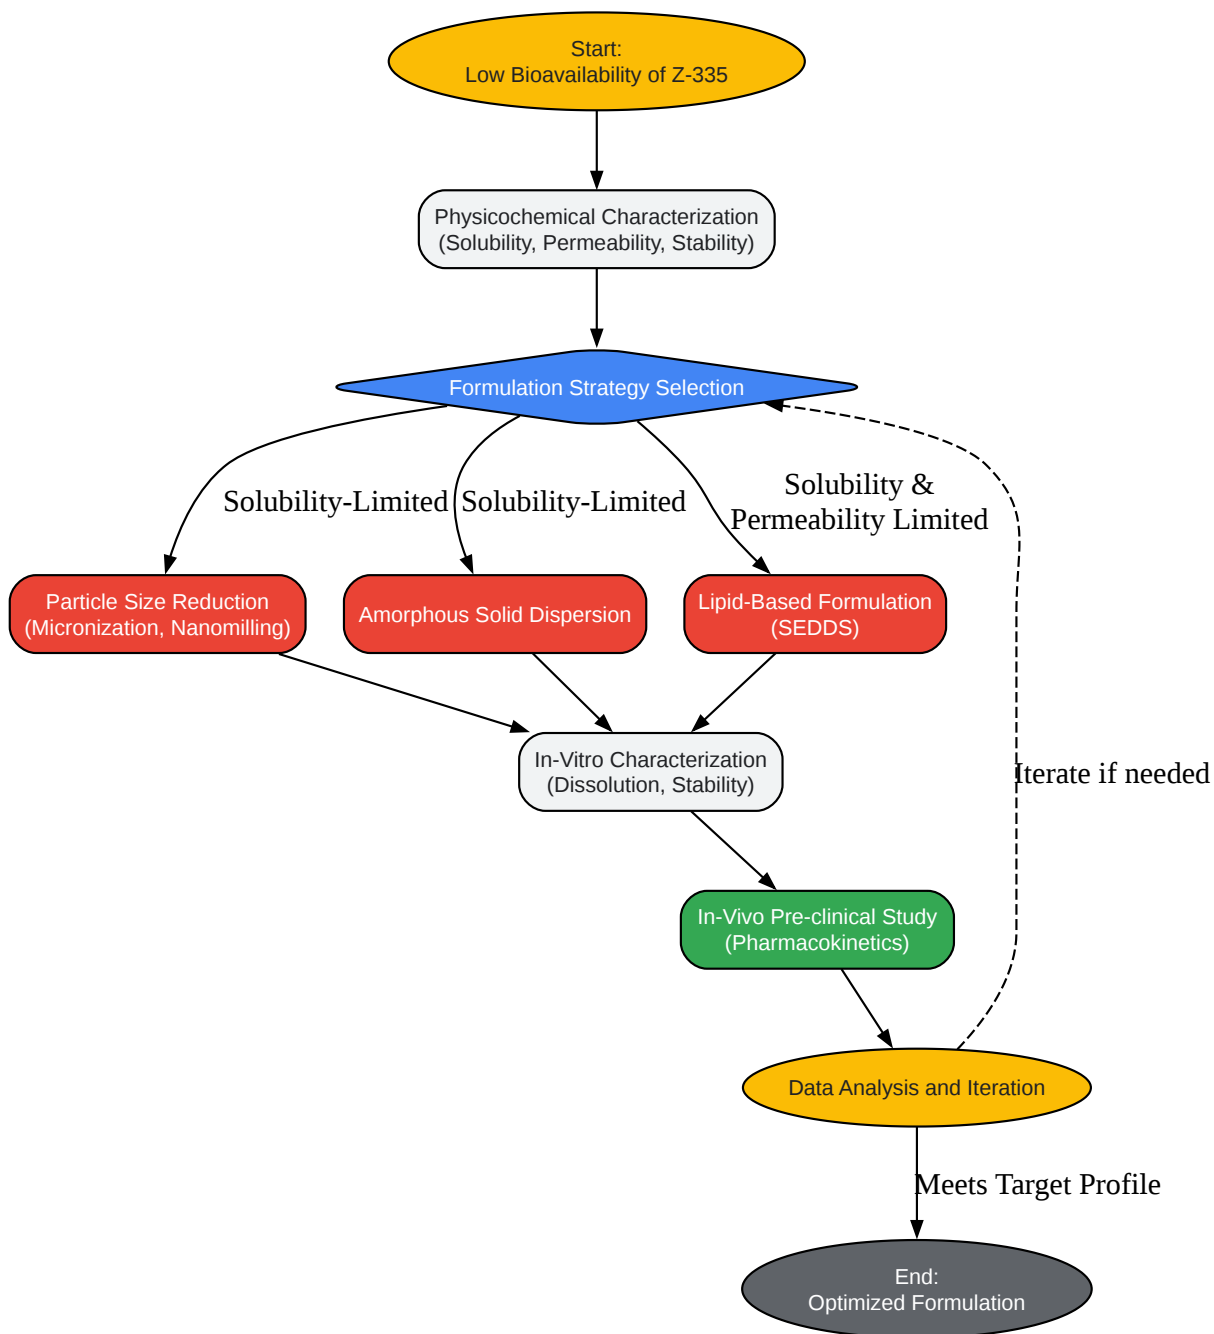 Start:
Low Bioavailability of Z-335
Physicochemical Characterization
(Solubility, Permeability, Stability)
Formulation Strategy Selection
Solubility-Limited
Solubility-Limited
Solubility &
Permeability Limited
Particle Size Reduction
(Micronization, Nanomilling)
Amorphous Solid Dispersion
Lipid-Based Formulation
(SEDDS)
In-Vitro Characterization
(Dissolution, Stability)
Iterate if needed
In-Vivo Pre-clinical Study
(Pharmacokinetics)
Data Analysis and Iteration
Meets Target Profile
End:
Optimized Formulation